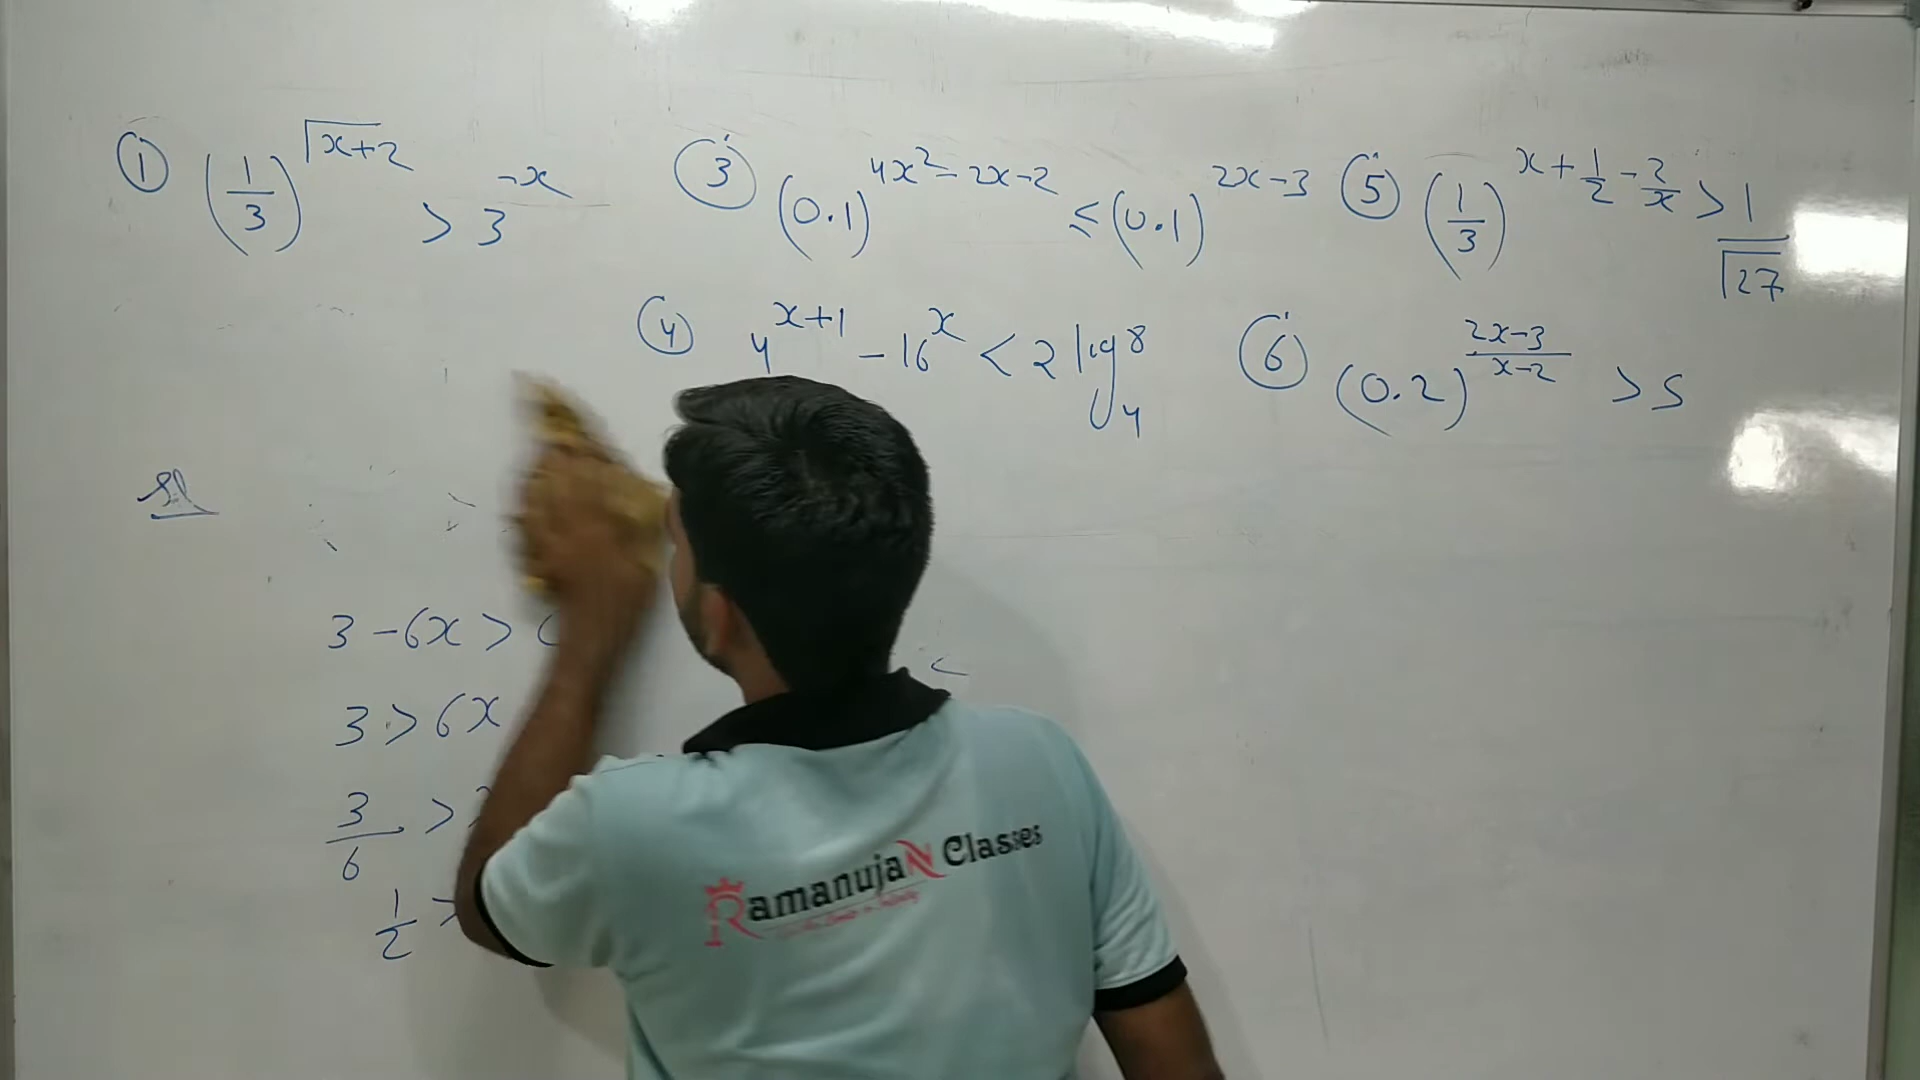 ① (1/3)^√(x+2) > 3^-x
③ (0.1)^(4x²-2x-2) ≤ (0.1)^(2x-3)
⑤ (1/3)^(x+1/2-2/x) > 1/√27
④ 4^(x+1) - 16^x < 2 log_4 8
⑥ (0.2)^((2x-3)/(x-2)) > 5
Sol
3 - 6x >
3 > 6x
3/6 >
1/2 >
Ramanujan Classes